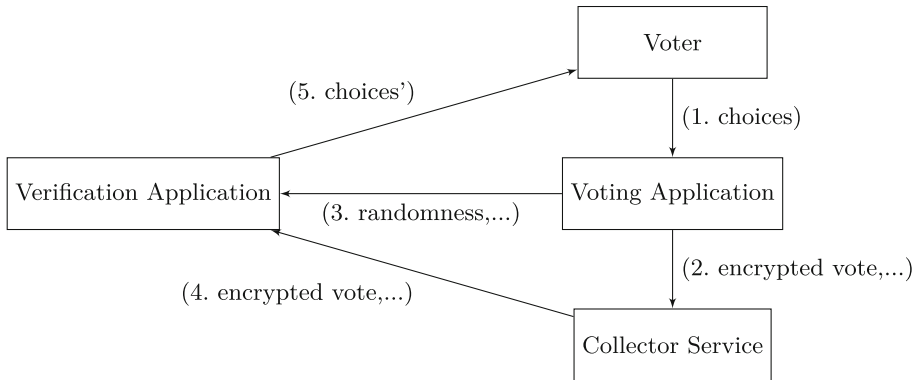 Voter
(5. choices')
(1. choices)
Verification Application
Voting Application
(3. randomness,...)
(2. encrypted vote,...)
(4. encrypted vote,...)
Collector Service